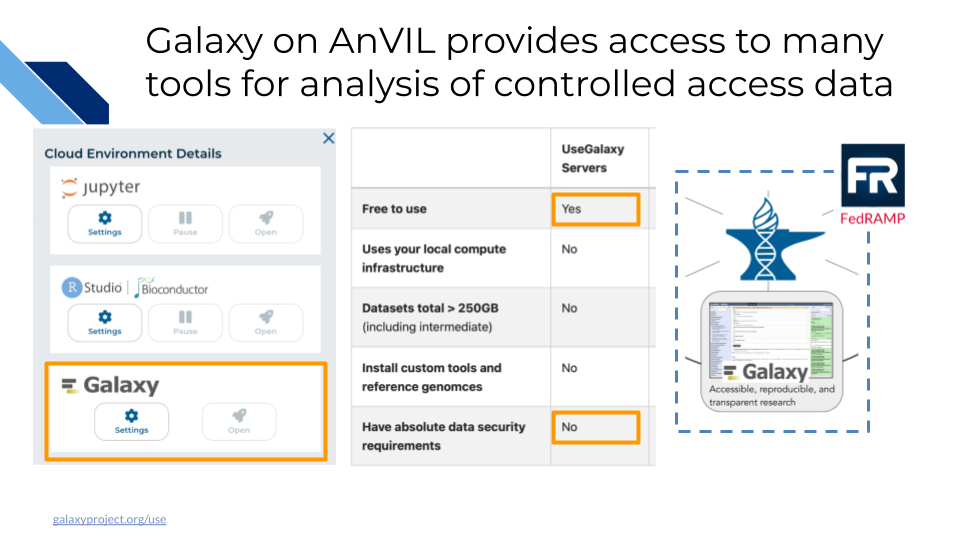 Galaxy on AnVIL provides access to many
tools for analysis of controlled access data
Cloud Environment Details
Jupyter
Settings
Pause
Open
R Studio | Bioconductor
Settings
Pause
Open
Galaxy
Settings
Open
UseGalaxy
Servers
Free to use
Yes
Uses your local compute
infrastructure
No
Datasets total > 250GB
(including intermediate)
No
Install custom tools and
reference genomces
No
Have absolute data security
requirements
No
FR
FedRAMP
Galaxy
Accessible, reproducible, and
transparent research
galaxyproject.org/use